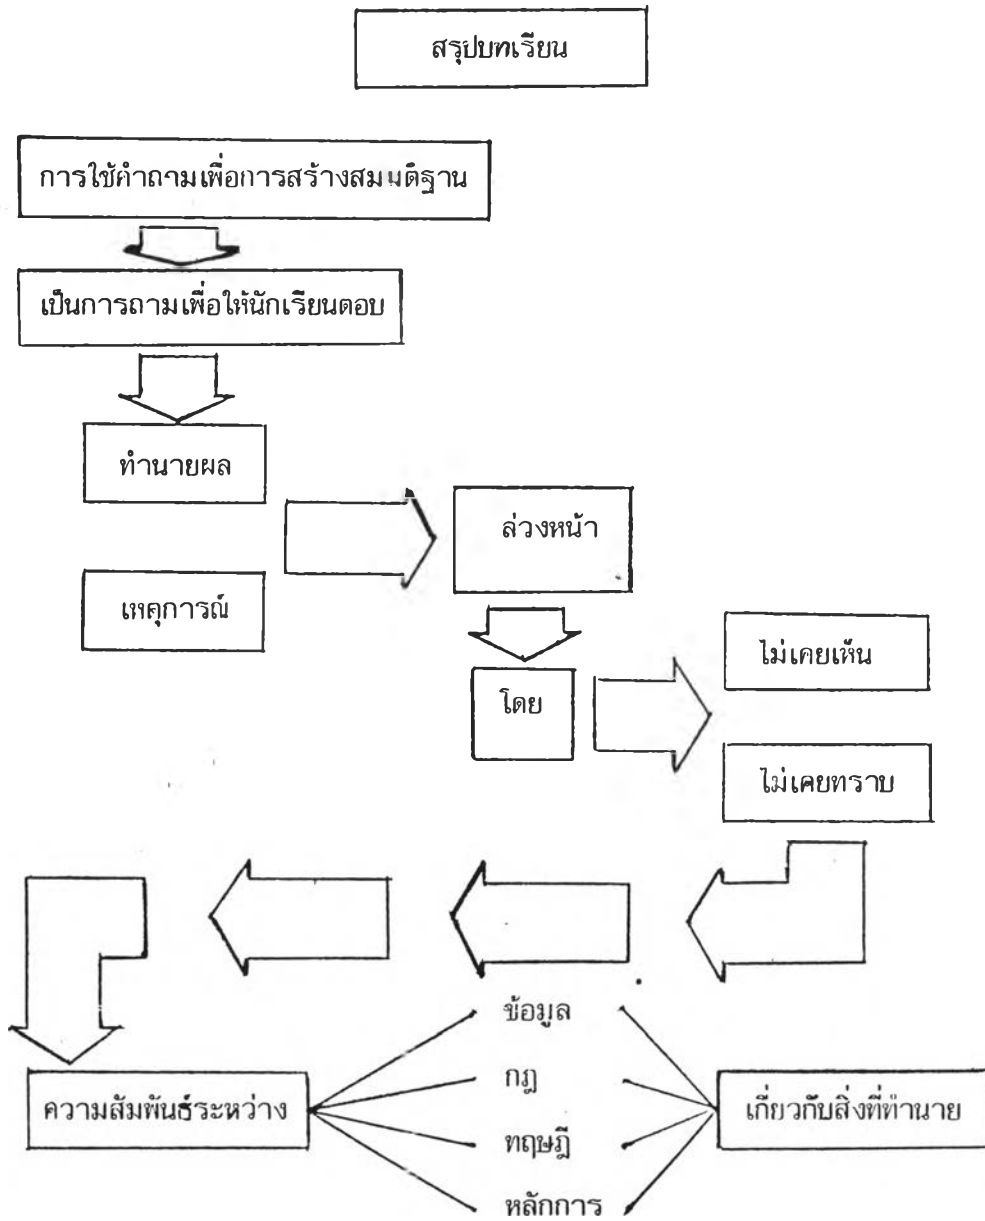 สรุปบทเรียน
การใช้คำถามเพื่อการสร้างสมมติฐาน
เป็นการถามเพื่อให้นักเรียนตอบ
ทำนายผล
เหตุการณ์
ล่วงหน้า
โดย
ไม่เคยเห็น
ไม่เคยทราบ
ความสัมพันธ์ระหว่าง
ข้อมูล
กฎ
ทฤษฎี
หลักการ
เกี่ยวกับสิ่งที่ทำนาย